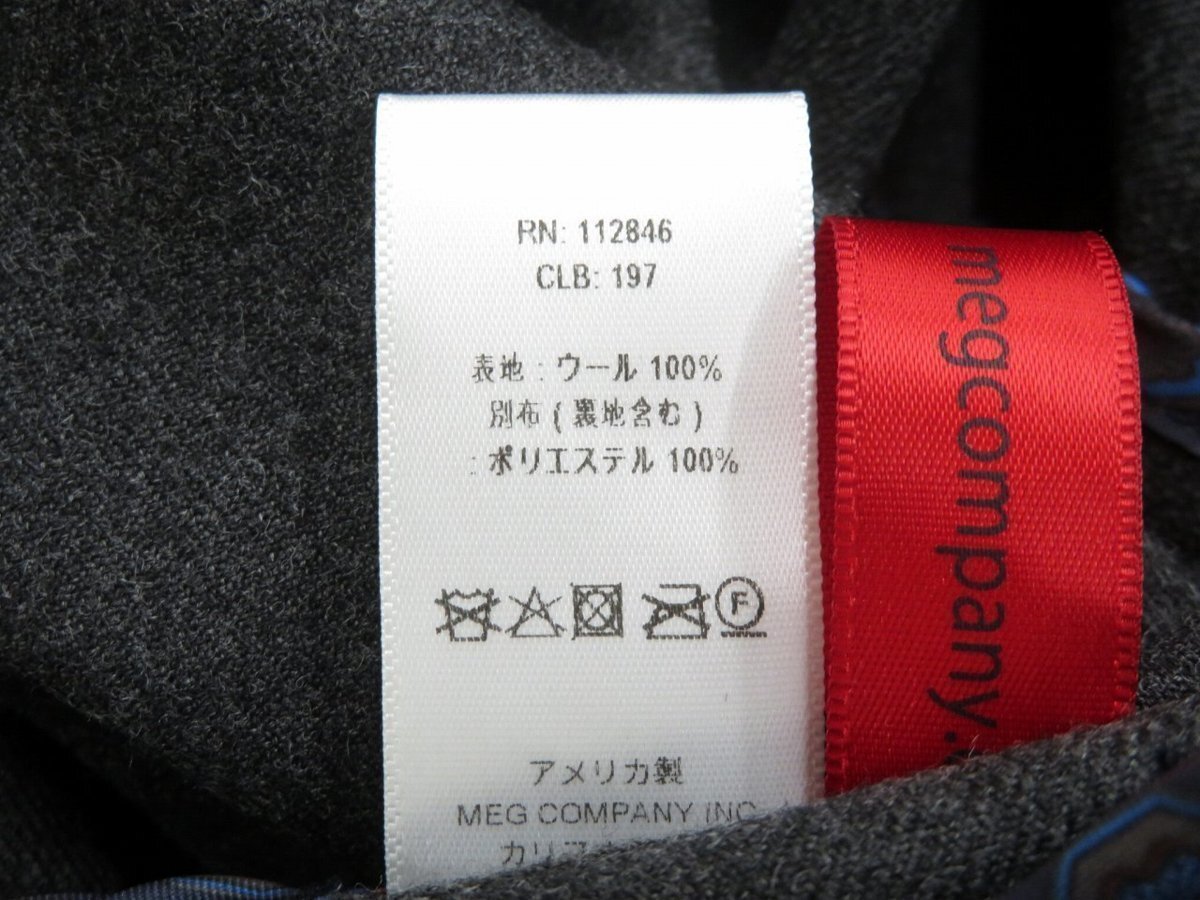 RN: 112846
CLB: 197
表地 : ウール 100%
別布 ( 裏地含む )
: ポリエステル 100%
F
アメリカ製
MEG COMPANY INC
megcompany.